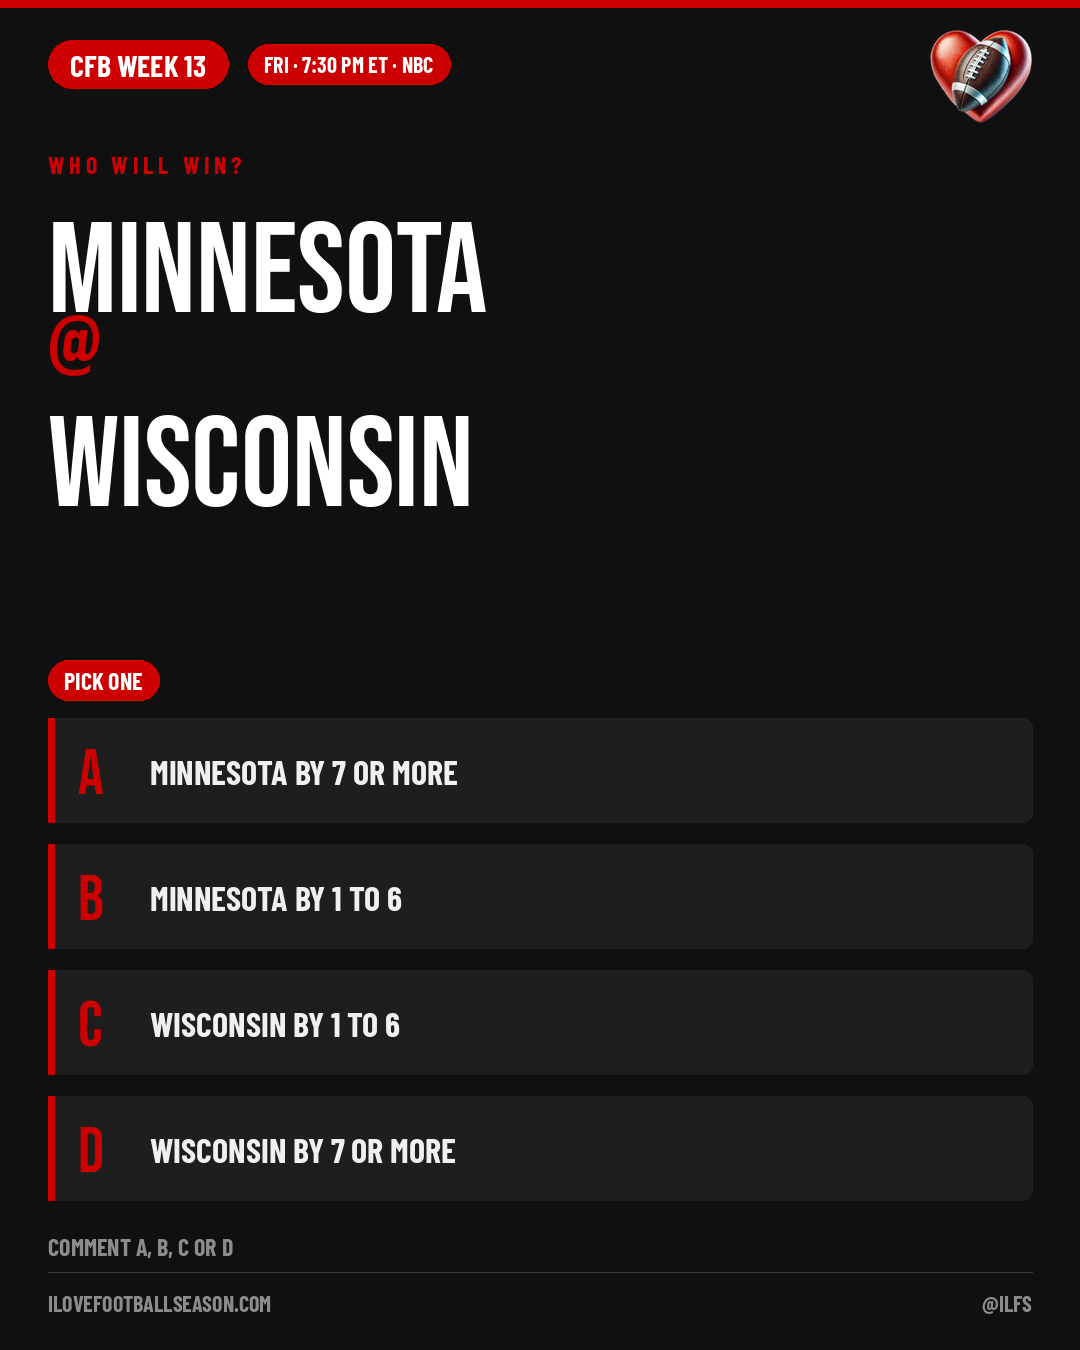 CFB WEEK 13
FRI · 7:30 PM ET · NBC
WHO WILL WIN?
MINNESOTA
@
WISCONSIN
PICK ONE
A MINNESOTA BY 7 OR MORE
B MINNESOTA BY 1 TO 6
C WISCONSIN BY 1 TO 6
D WISCONSIN BY 7 OR MORE
COMMENT A, B, C OR D
ILOVEFOOTBALLSEASON.COM
@ILFS